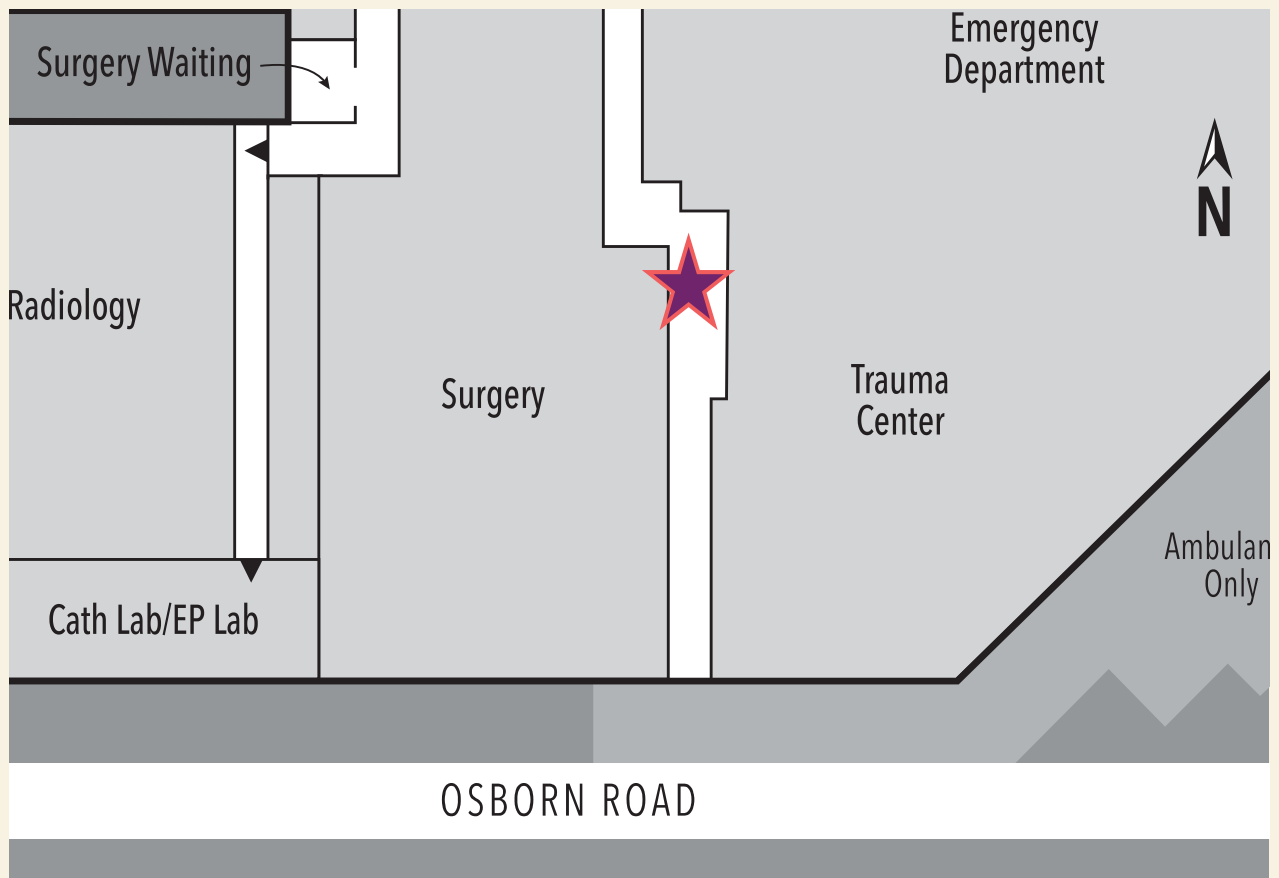 Emergency
Department
Surgery Waiting
N
Radiology
Surgery
Trauma
Center
Ambulan
Only
Cath Lab/EP Lab
OSBORN ROAD